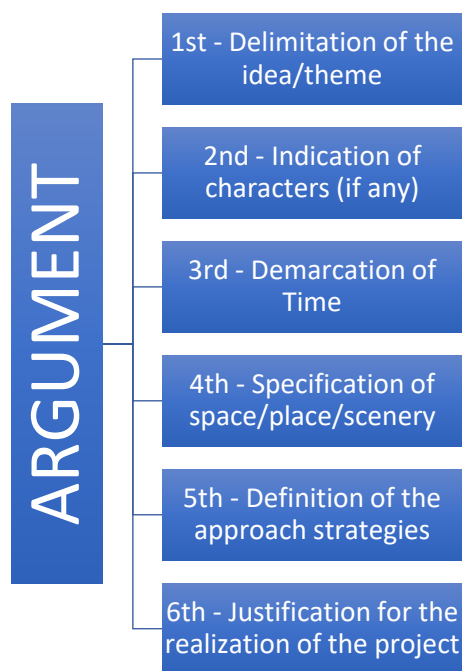 ARGUMENT
1st - Delimitation of the
idea/theme
2nd - Indication of
characters (if any)
3rd - Demarcation of
Time
4th - Specification of
space/place/scenery
5th - Definition of the
approach strategies
6th - Justification for the
realization of the project